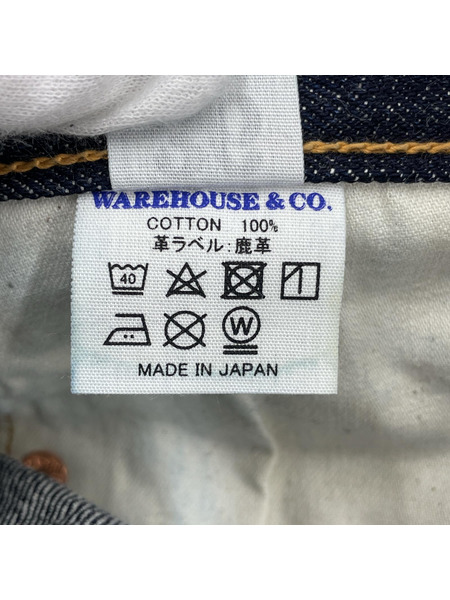 WAREHOUSE & CO.
COTTON 100%
革ラベル:鹿革
40
W
MADE IN JAPAN